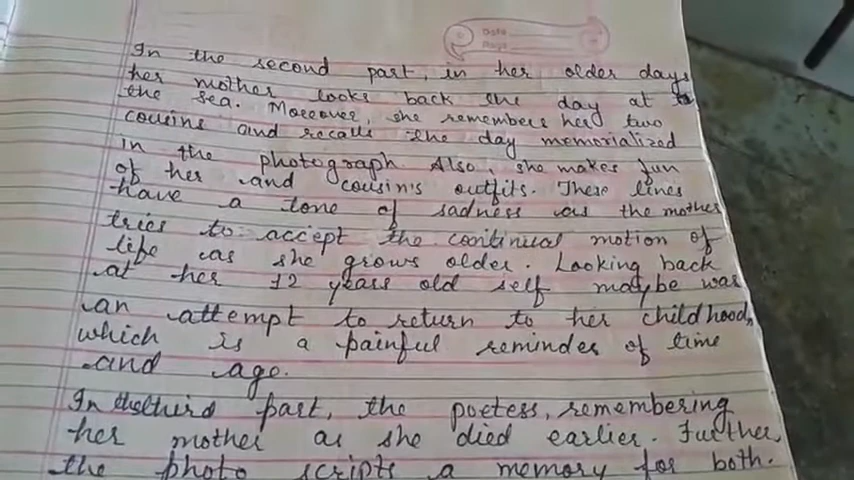 Date
Page
In the second part, in her older days
her mother looks back the day at
the sea. Moreover, she remembers her two
cousins and recalls the day memorialized
in the photograph. Also, she makes fun
of her and cousin's outfits. These lines
have a tone of sadness as the mother
tries to accept the continual motion of
life as she grows older. Looking back
at her 12 years old self maybe was
an attempt to return to her childhood,
which is a painful reminder of time
and age.
In the third part, the poetess, remembering
her mother as she died earlier. Further,
the photo scripts a memory for both.